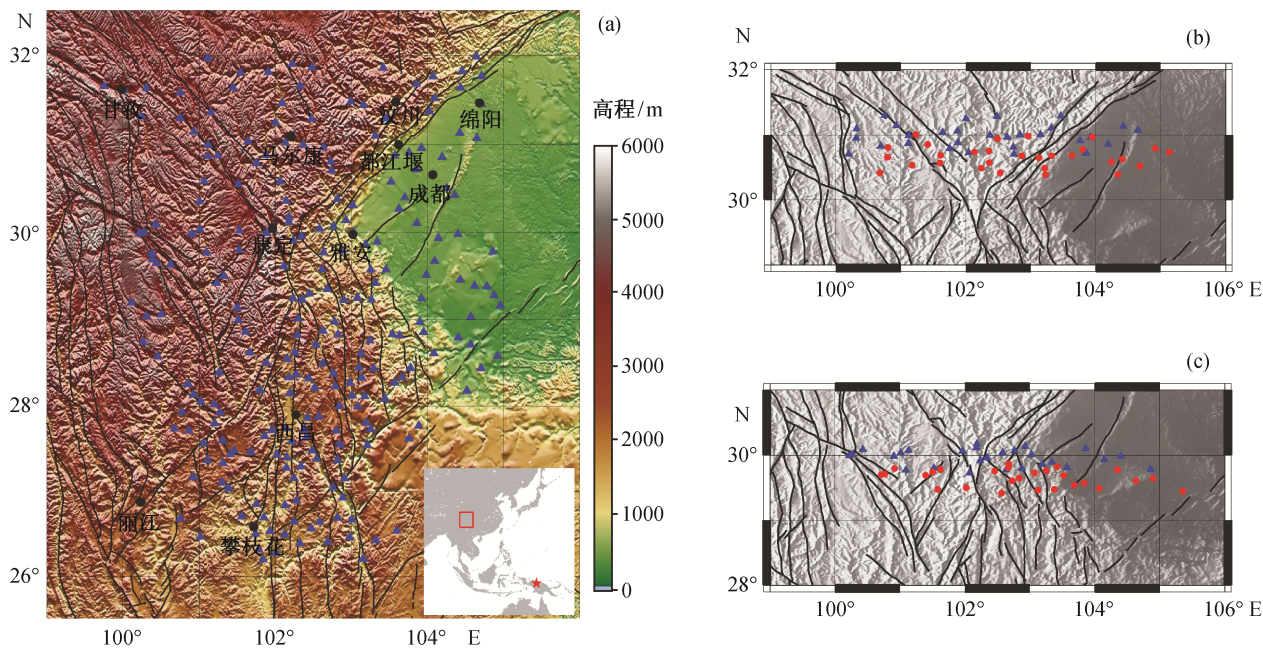 N
(a)
32°
30°
28°
26°
100°
102°
104°
E
甘孜
汶川
绵阳
马尔康
都江堰
成都
康定
雅安
西昌
丽江
攀枝花
高程/m
6000
5000
4000
3000
2000
1000
0
(b)
N
32°
30°
100°
102°
104°
106° E
(c)
N
30°
28°
100°
102°
104°
106° E